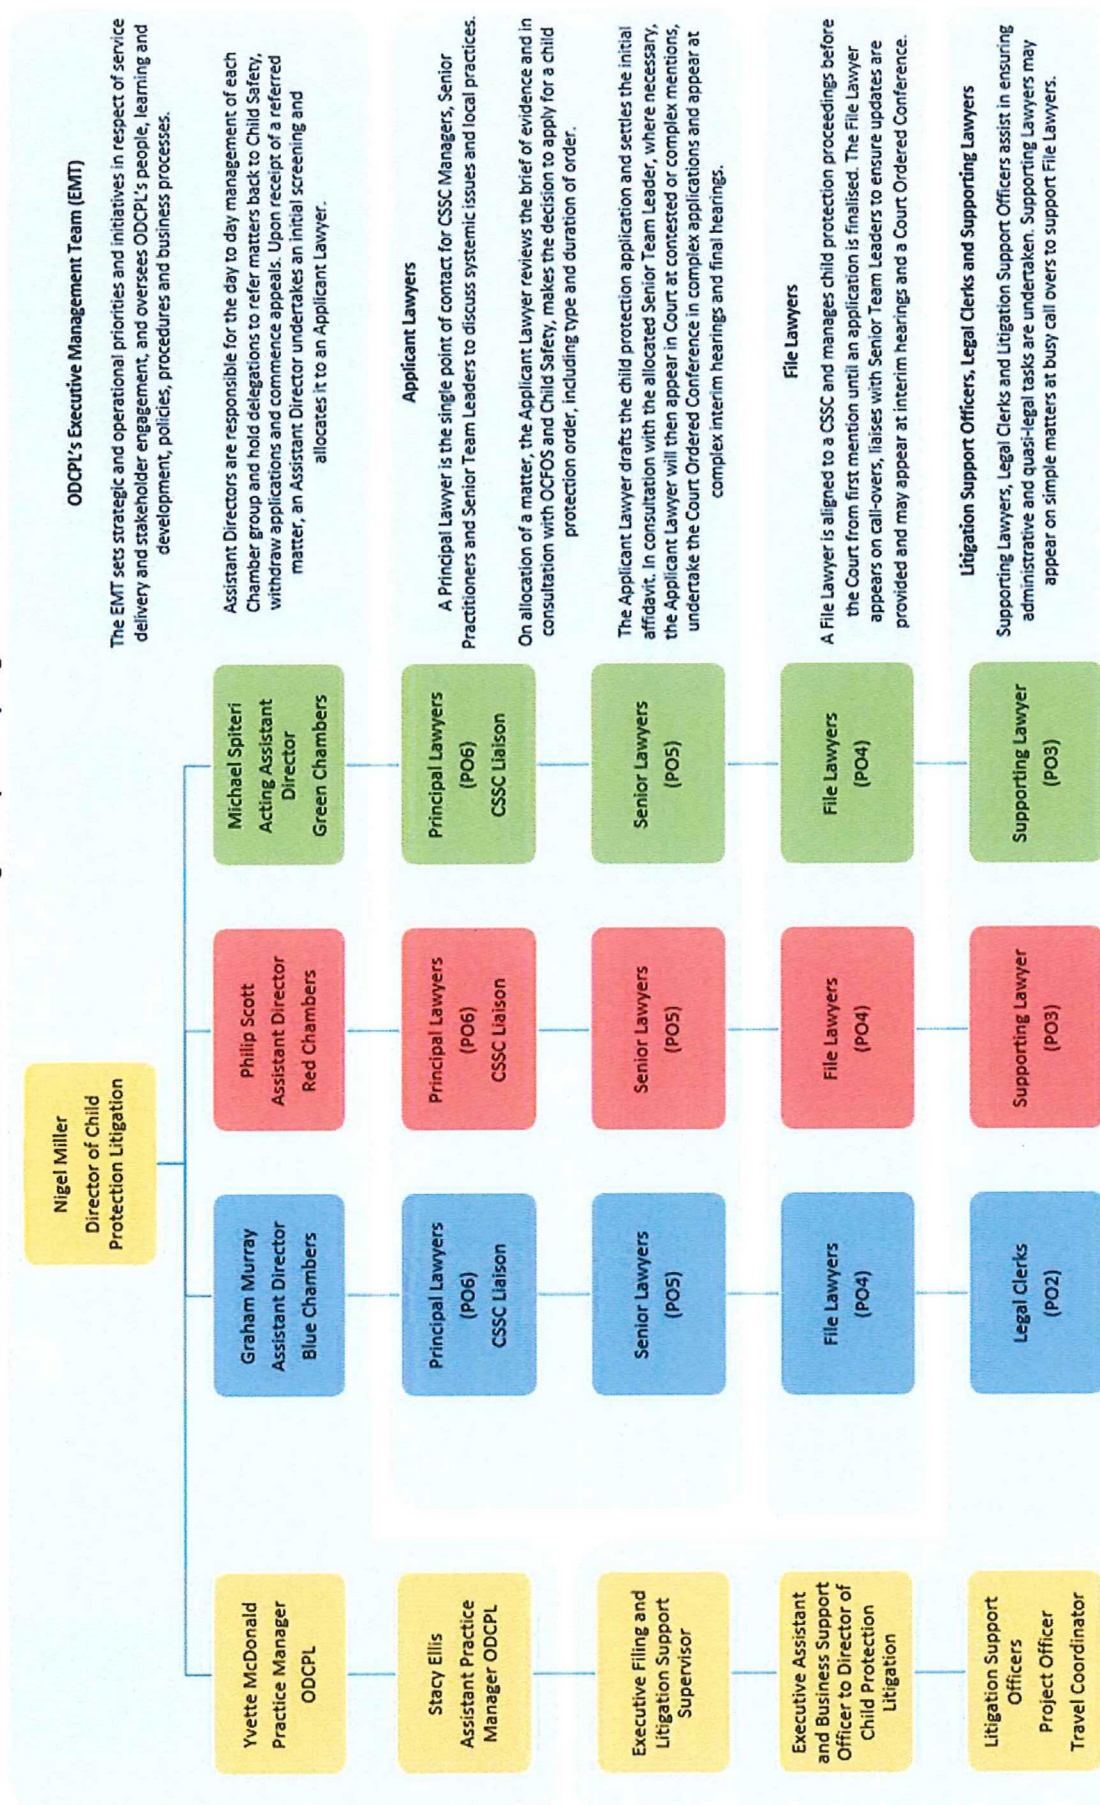 Nigel Miller
Director of Child
Protection Litigation
ODCPL's Executive Management Team (EMT)
The EMT sets strategic and operational priorities and initiatives in respect of service
delivery and stakeholder engagement, and oversees ODCPL's people, learning and
development, policies, procedures and business processes.
Yvette McDonald
Practice Manager
ODCPL
Graham Murray
Assistant Director
Blue Chambers
Philip Scott
Assistant Director
Red Chambers
Michael Spiteri
Acting Assistant
Director
Green Chambers
Assistant Directors are responsible for the day to day management of each
Chamber group and hold delegations to refer matters back to Child Safety,
withdraw applications and commence appeals. Upon receipt of a referred
matter, an Assistant Director undertakes an initial screening and
allocates it to an Applicant Lawyer.
Stacy Ellis
Assistant Practice
Manager ODCPL
Principal Lawyers
(PO6)
CSSC Liaison
Principal Lawyers
(PO6)
CSSC Liaison
Principal Lawyers
(PO6)
CSSC Liaison
Applicant Lawyers
A Principal Lawyer is the single point of contact for CSSC Managers, Senior
Practitioners and Senior Team Leaders to discuss systemic issues and local practices.
On allocation of a matter, the Applicant Lawyer reviews the brief of evidence and in
consultation with OCFOS and Child Safety, makes the decision to apply for a child
protection order, including type and duration of order.
Executive Filing and
Litigation Support
Supervisor
Senior Lawyers
(PO5)
Senior Lawyers
(PO5)
Senior Lawyers
(PO5)
The Applicant Lawyer drafts the child protection application and settles the initial
affidavit. In consultation with the allocated Senior Team Leader, where necessary,
the Applicant Lawyer will then appear in Court at contested or complex mentions,
undertake the Court Ordered Conference in complex applications and appear at
complex interim hearings and final hearings.
Executive Assistant
and Business Support
Officer to Director of
Child Protection
Litigation
File Lawyers
(PO4)
File Lawyers
(PO4)
File Lawyers
(PO4)
File Lawyers
A File Lawyer is aligned to a CSSC and manages child protection proceedings before
the Court from first mention until an application is finalised. The File Lawyer
appears on call-overs, liaises with Senior Team Leaders to ensure updates are
provided and may appear at interim hearings and a Court Ordered Conference.
Litigation Support
Officers
Project Officer
Travel Coordinator
Legal Clerks
(PO2)
Supporting Lawyer
(PO3)
Supporting Lawyer
(PO3)
Litigation Support Officers, Legal Clerks and Supporting Lawyers
Supporting Lawyers, Legal Clerks and Litigation Support Officers assist in ensuring
administrative and quasi-legal tasks are undertaken. Supporting Lawyers may
appear on simple matters at busy call overs to support File Lawyers.